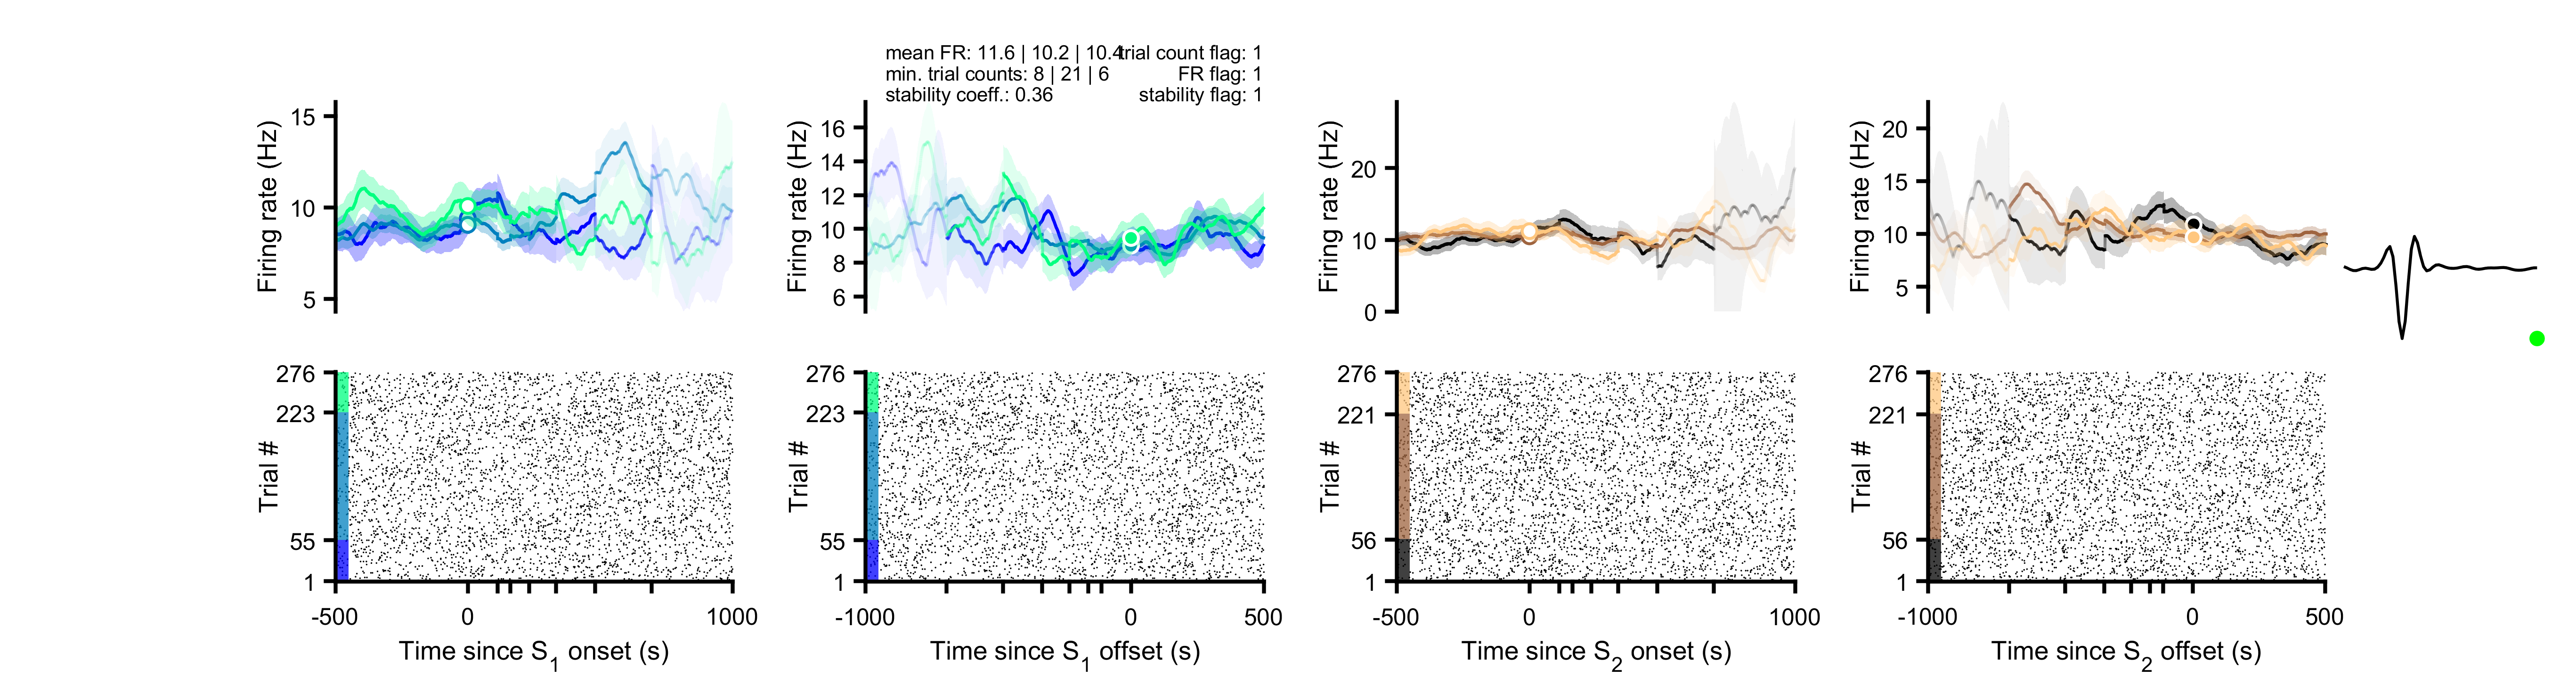 mean FR: 11.6 | 10.2 | 10.4
trial count flag: 1
min. trial counts: 8 | 21 | 6
FR flag: 1
stability coeff.: 0.36
stability flag: 1
Firing rate (Hz)
15
10
5
Firing rate (Hz)
16
14
12
10
8
6
Firing rate (Hz)
20
10
0
Firing rate (Hz)
20
15
10
5
Trial #
276
223
55
1
-500
0
1000
Time since S1 onset (s)
Trial #
276
223
55
1
-1000
0
500
Time since S1 offset (s)
Trial #
276
221
56
1
-500
0
1000
Time since S2 onset (s)
Trial #
276
221
56
1
-1000
0
500
Time since S2 offset (s)